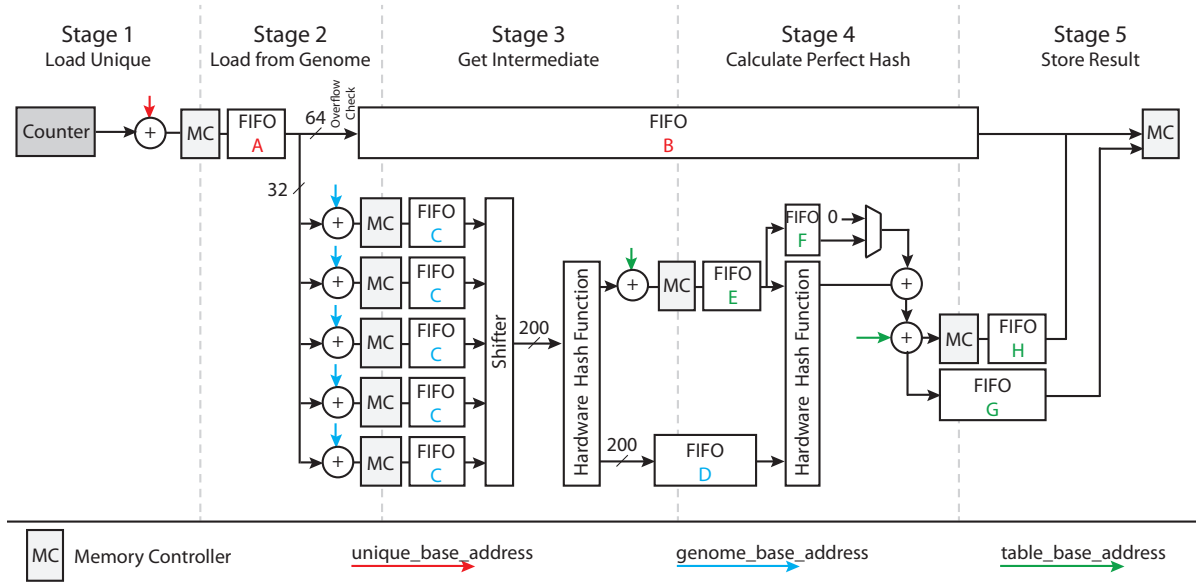 Stage 1
Load Unique
Stage 2
Load from Genome
Stage 3
Get Intermediate
Stage 4
Calculate Perfect Hash
Stage 5
Store Result
Counter
+
MC
FIFO
A
64
Overflow
Check
FIFO
B
MC
32
+
MC
FIFO
C
+
MC
FIFO
C
+
MC
FIFO
C
+
MC
FIFO
C
+
MC
FIFO
C
Shifter
200
Hardware Hash Function
200
+
MC
FIFO
E
FIFO
D
FIFO
F
0
Hardware Hash Function
+
+
MC
FIFO
H
FIFO
G
MC
Memory Controller
unique_base_address
genome_base_address
table_base_address